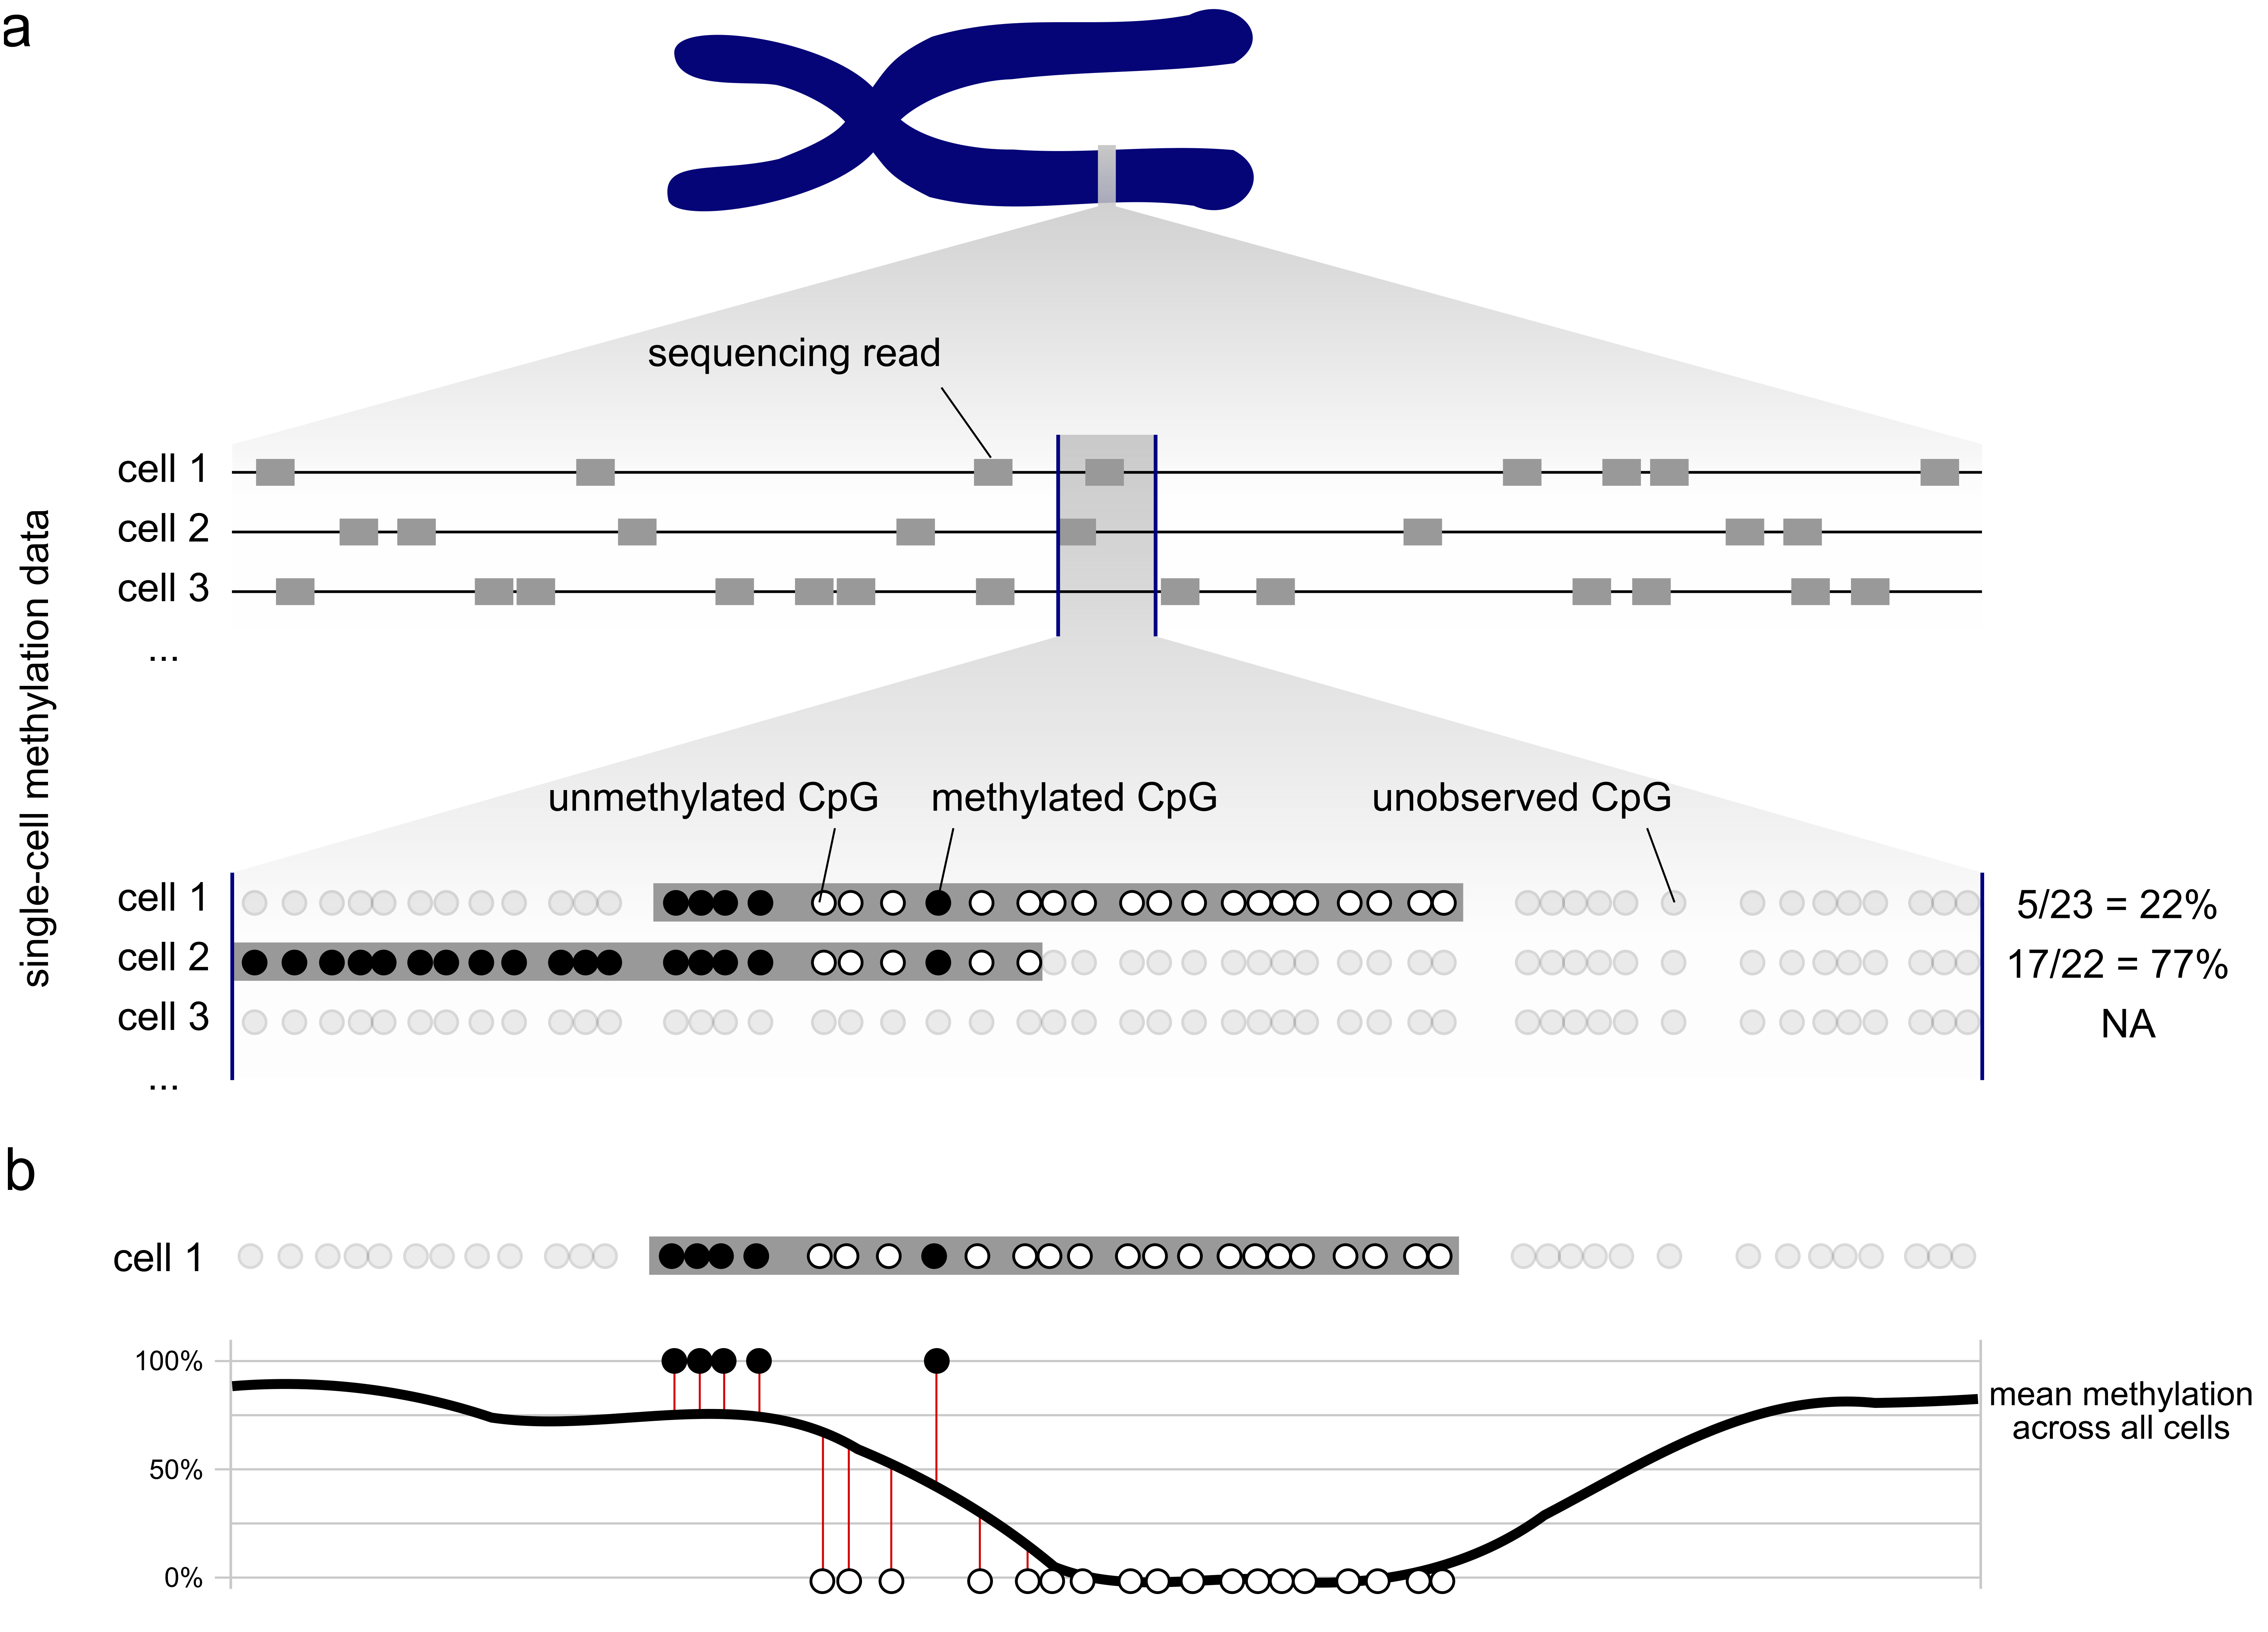 a
sequencing read
cell 1
cell 2
cell 3
...
single-cell methylation data
unmethylated CpG
methylated CpG
unobserved CpG
cell 1
5/23 = 22%
cell 2
17/22 = 77%
cell 3
NA
...
b
cell 1
100%
50%
0%
mean methylation
across all cells